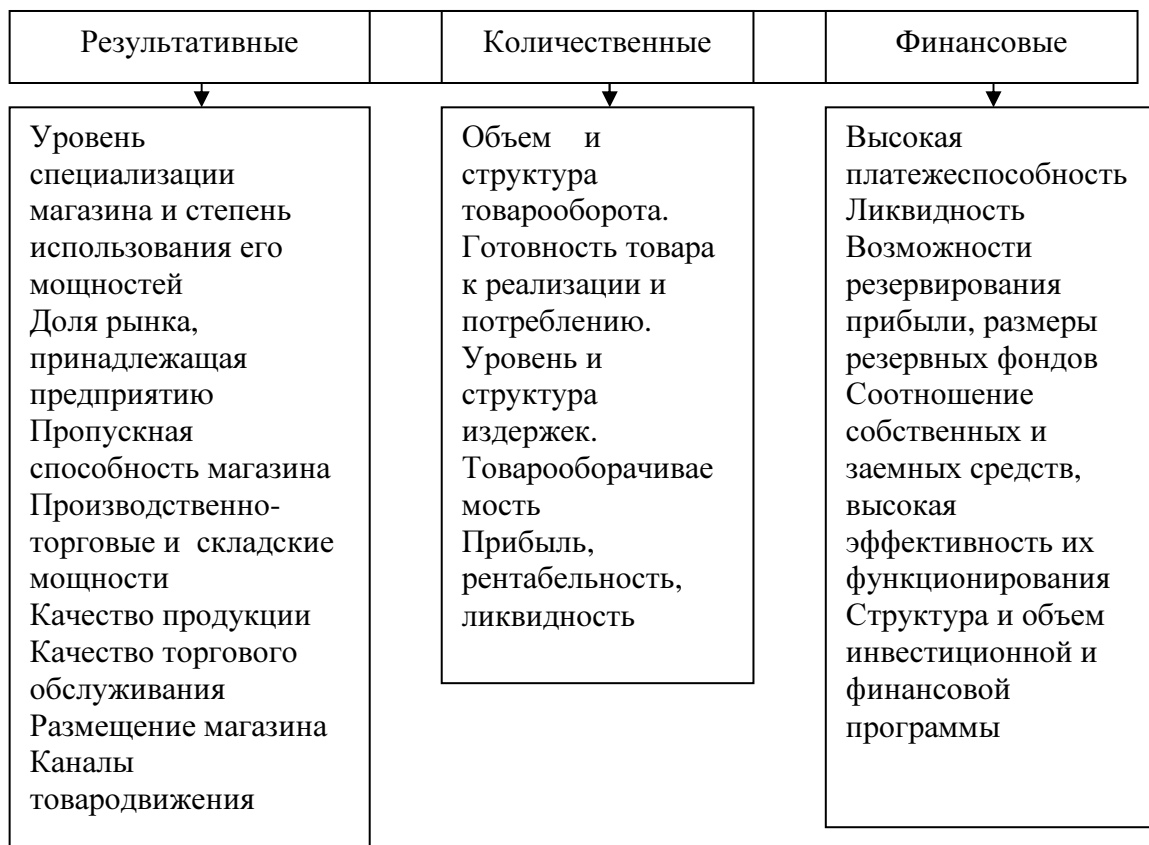 Результативные
Количественные
Финансовые
Уровень
специализации
магазина и степень
использования его
мощностей
Доля рынка,
принадлежащая
предприятию
Пропускная
способность магазина
Производственно-
торговые и складские
мощности
Качество продукции
Качество торгового
обслуживания
Размещение магазина
Каналы
товародвижения
Объем и
структура
товарооборота.
Готовность товара
к реализации и
потреблению.
Уровень и
структура
издержек.
Товарооборачивае
мость
Прибыль,
рентабельность,
ликвидность
Высокая
платежеспособность
Ликвидность
Возможности
резервирования
прибыли, размеры
резервных фондов
Соотношение
собственных и
заемных средств,
высокая
эффективность их
функционирования
Структура и объем
инвестиционной и
финансовой
программы